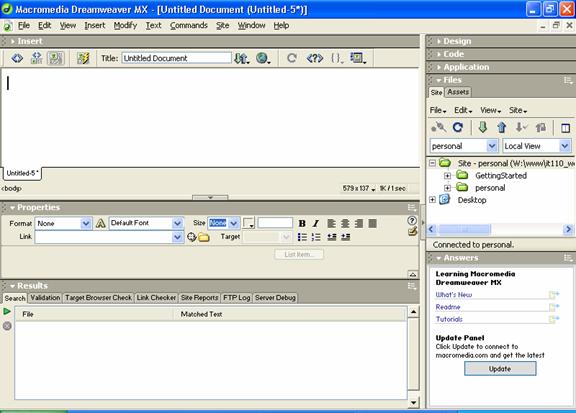 Macromedia Dreamweaver MX - [Untitled Document (Untitled-5*)]
File Edit View Insert Modify Text Commands Site Window Help
Insert
Title: Untitled Document
Untitled-5*
<body>
579 x 137 1K / 1 sec
Properties
Format None Default Font Size None B I
Link Target
List Item...
Results
Search Validation Target Browser Check Link Checker Site Reports FTP Log Server Debug
File Matched Text
Design
Code
Application
Files
Site Assets
File Edit View Site
personal Local View
Site - personal (W:\www\it110_w
GettingStarted
personal
Desktop
Connected to personal.
Answers
Learning Macromedia
Dreamweaver MX
What's New
Readme
Tutorials
Update Panel
Click Update to connect to
macromedia.com and get the latest
Update